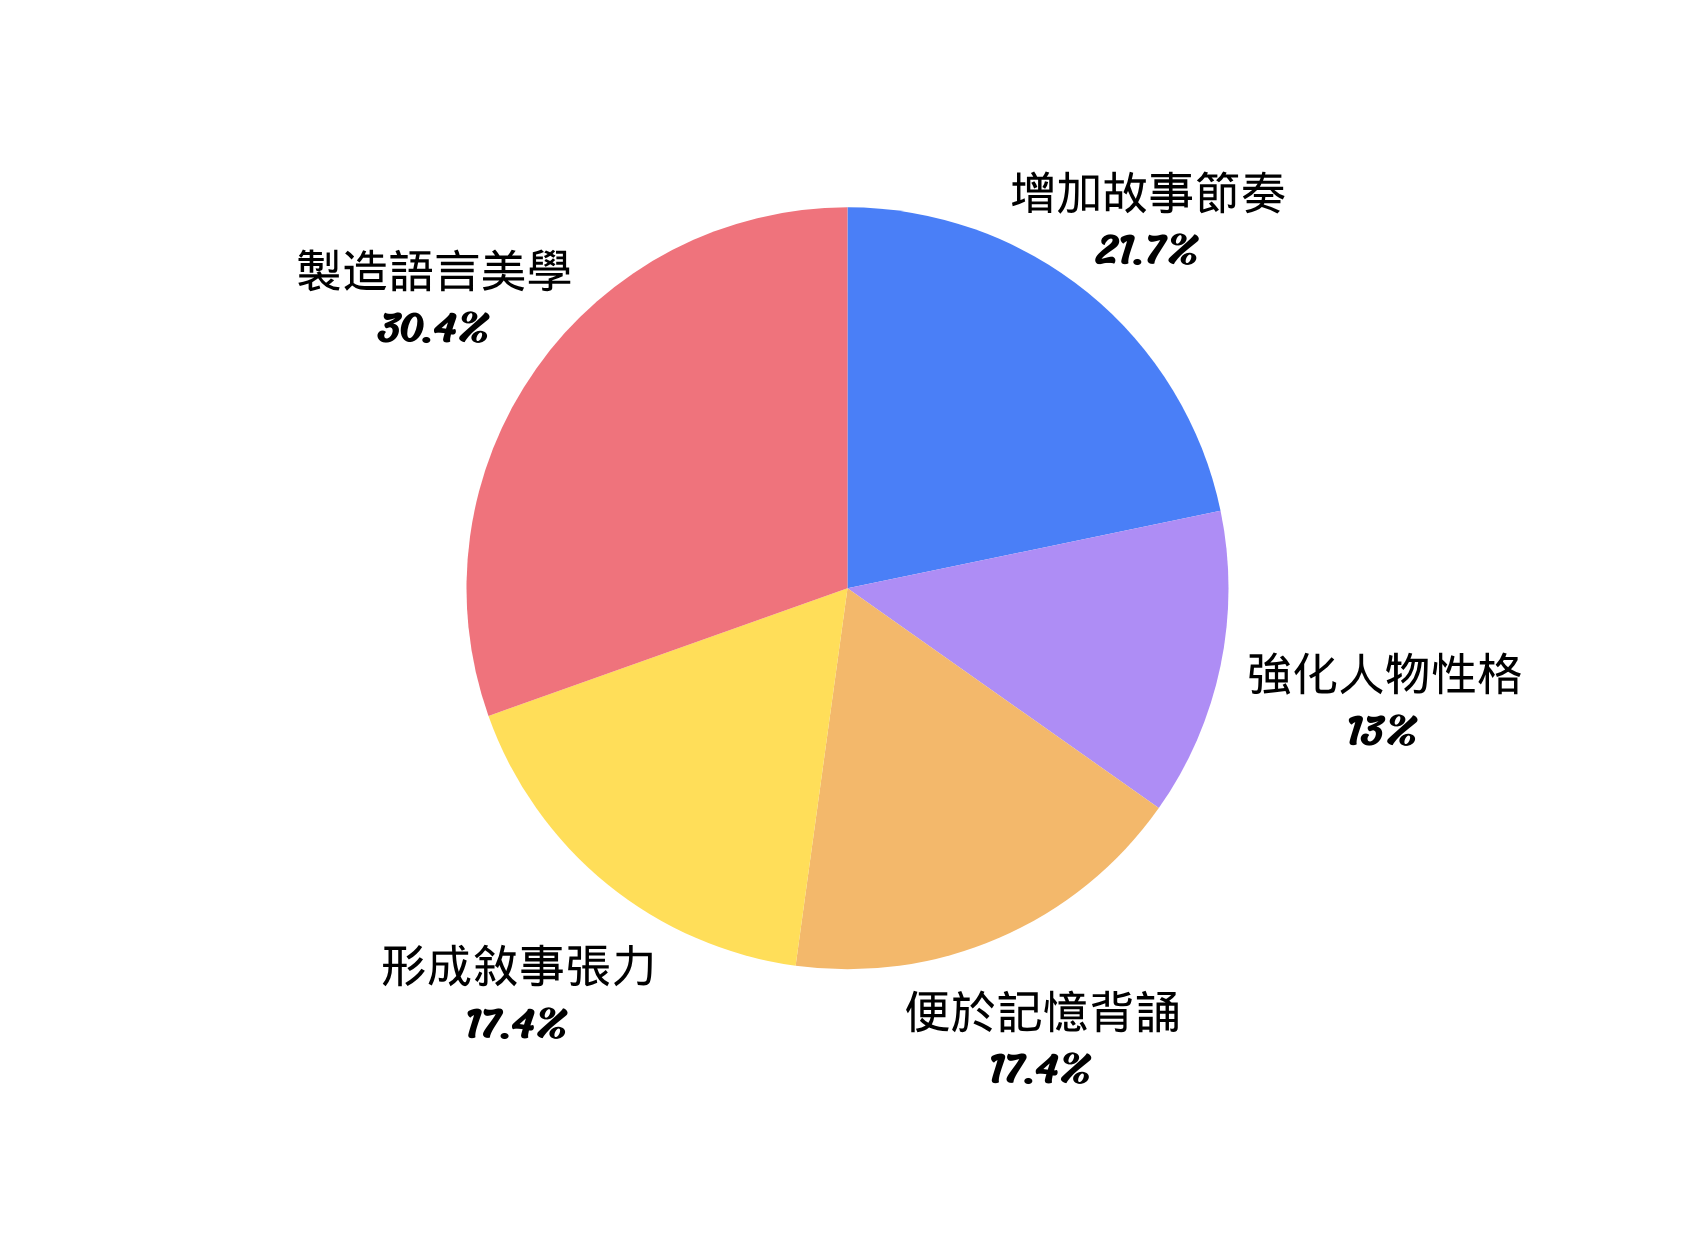 增加故事節奏
21.7%
製造語言美學
30.4%
強化人物性格
13%
形成敘事張力
17.4%
便於記憶背誦
17.4%